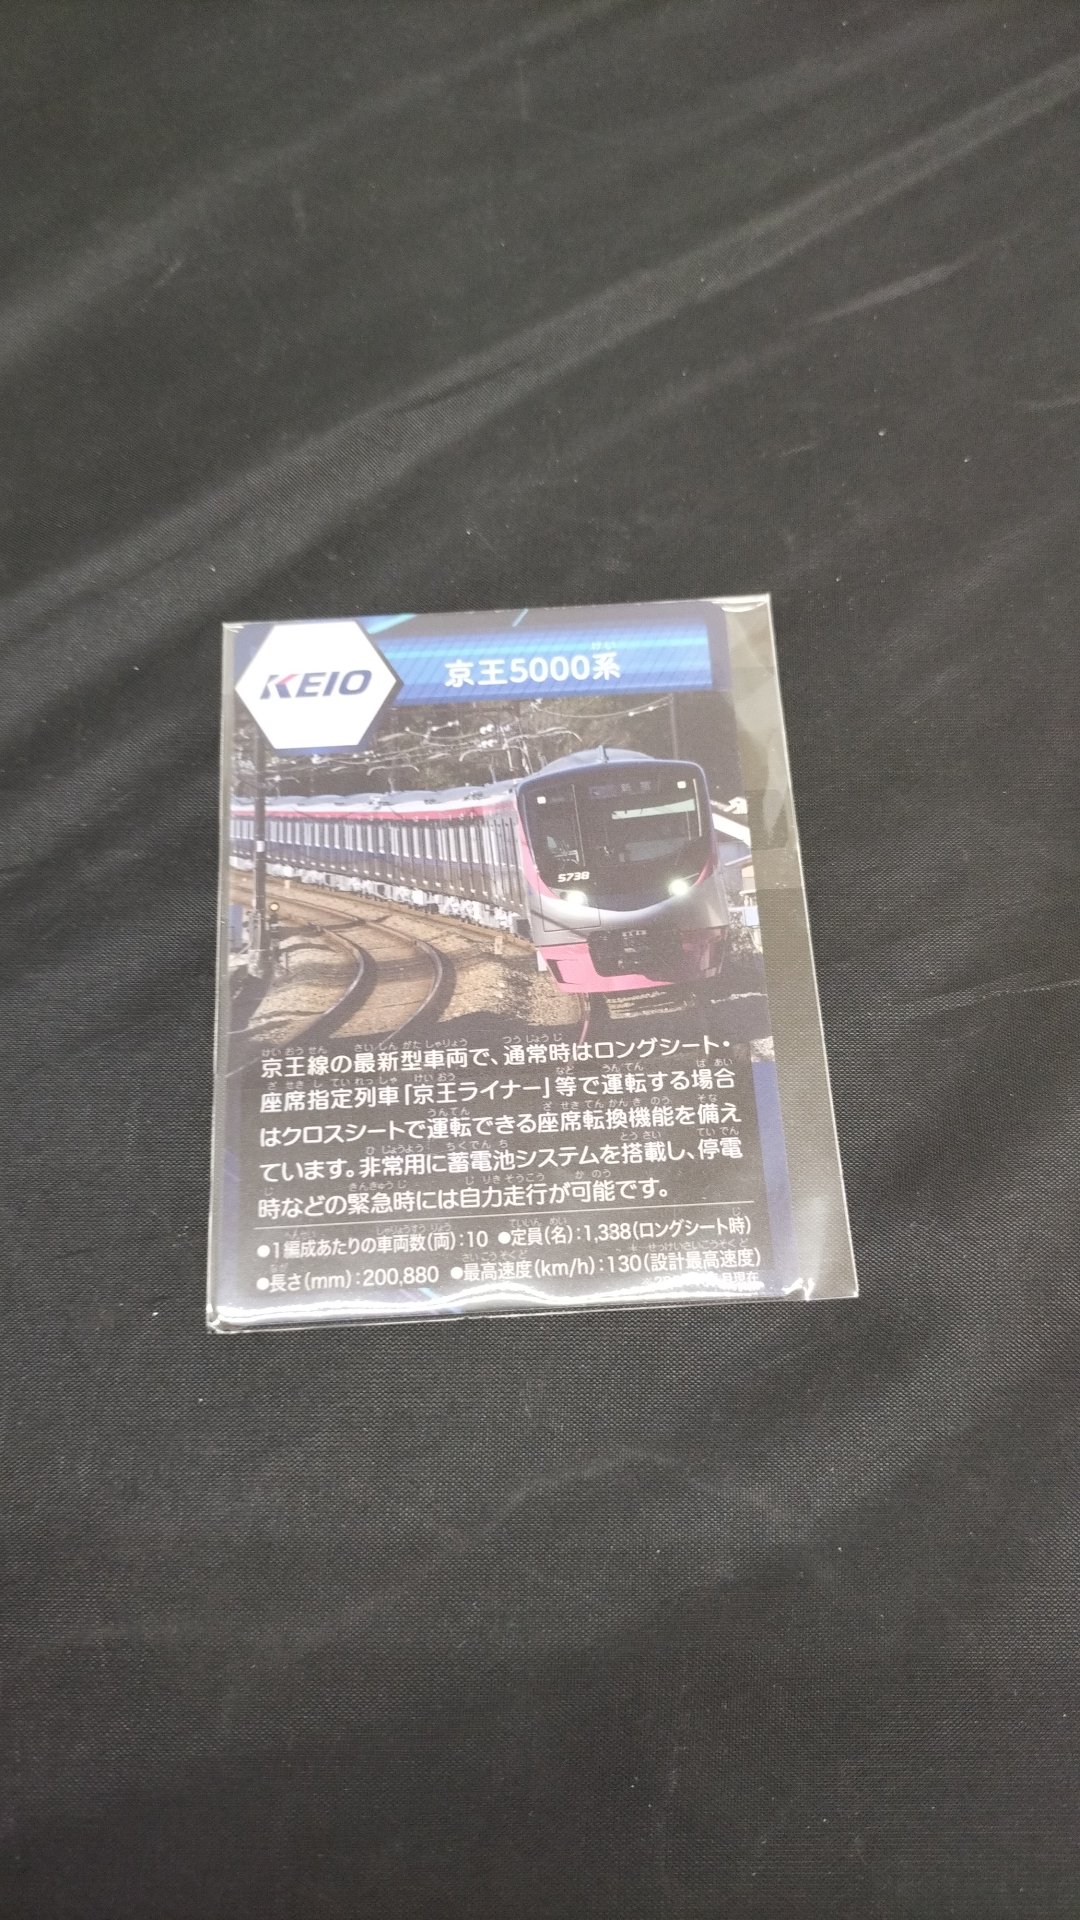 KEIO
京王5000系
けい
新宿
5738
京王線の最新型車両で、通常時はロングシート・
座席指定列車「京王ライナー」等で運転する場合
はクロスシートで運転できる座席転換機能を備え
ています。非常用に蓄電池システムを搭載し、停電
時などの緊急時には自力走行が可能です。
●1編成あたりの車両数(両):10 ●定員(名):1,338(ロングシート時)
●長さ(mm):200,880 ●最高速度(km/h):130(設計最高速度)
月現在